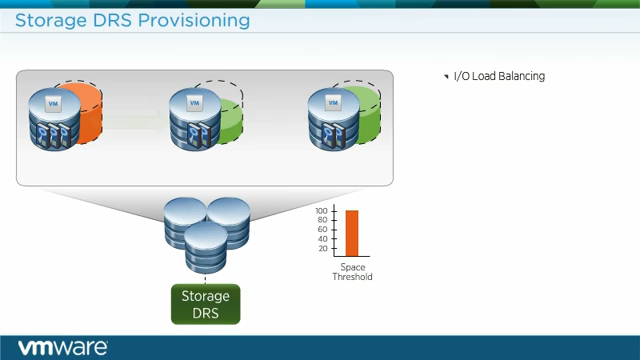 Storage DRS Provisioning
I/O Load Balancing
VM
VM
VM
100
80
60
40
20
Space
Threshold
Storage
DRS
vmware